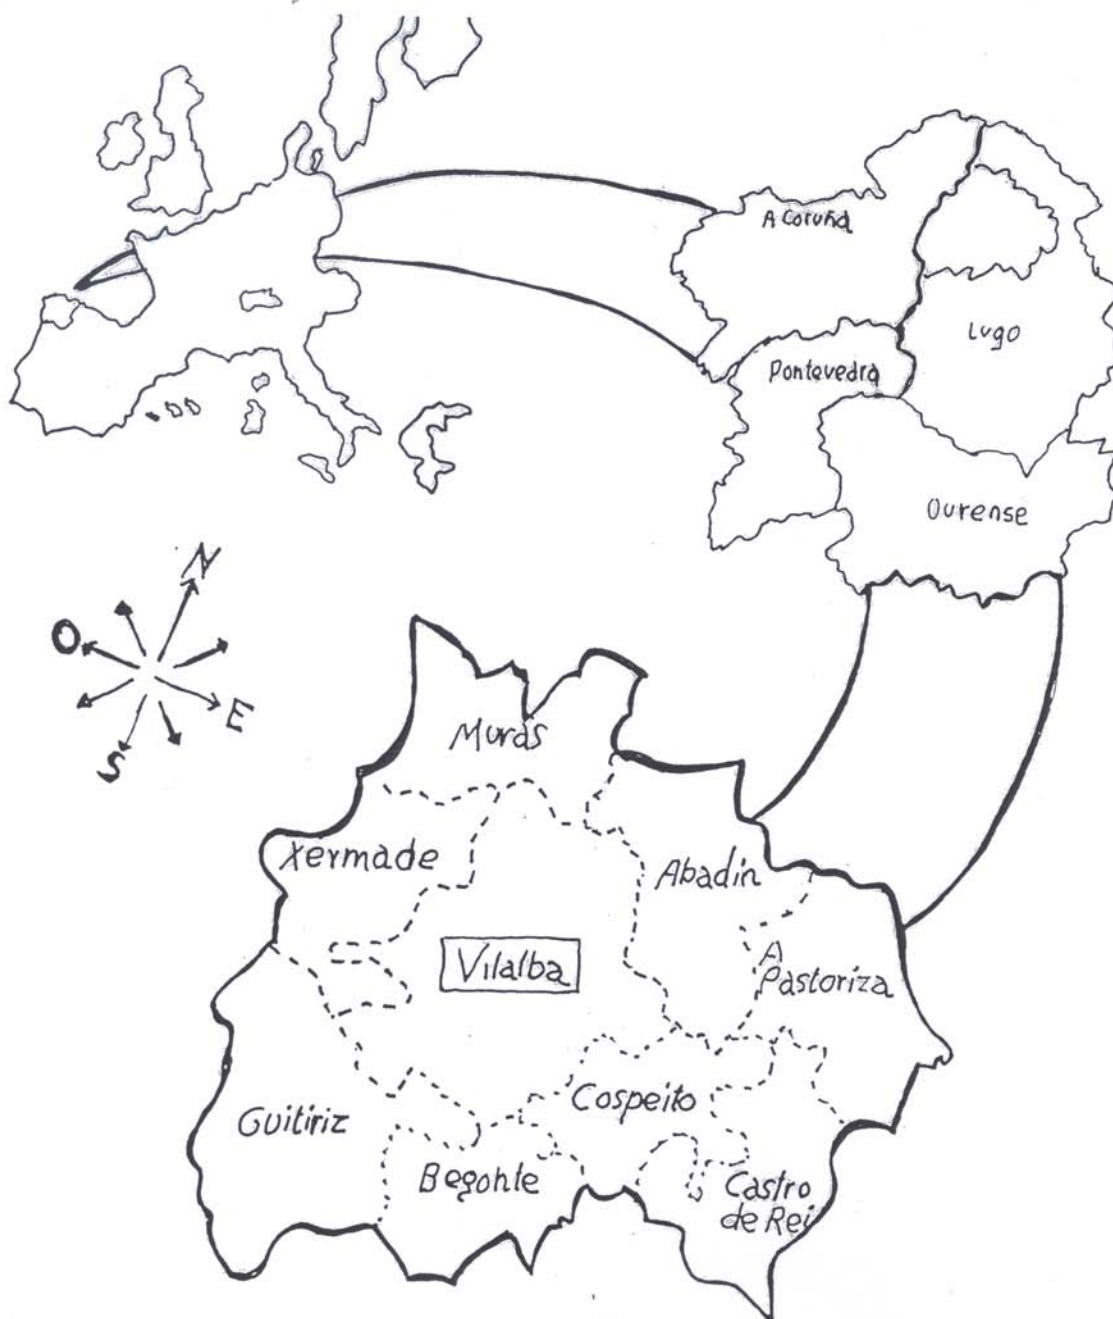 A Coruña
Lugo
Pontevedra
Ourense
N
O
E
S
Muras
Xermade
Abadín
Vilalba
A
Pastoriza
Cospeito
Guitiriz
Begonte
Castro
de Rei